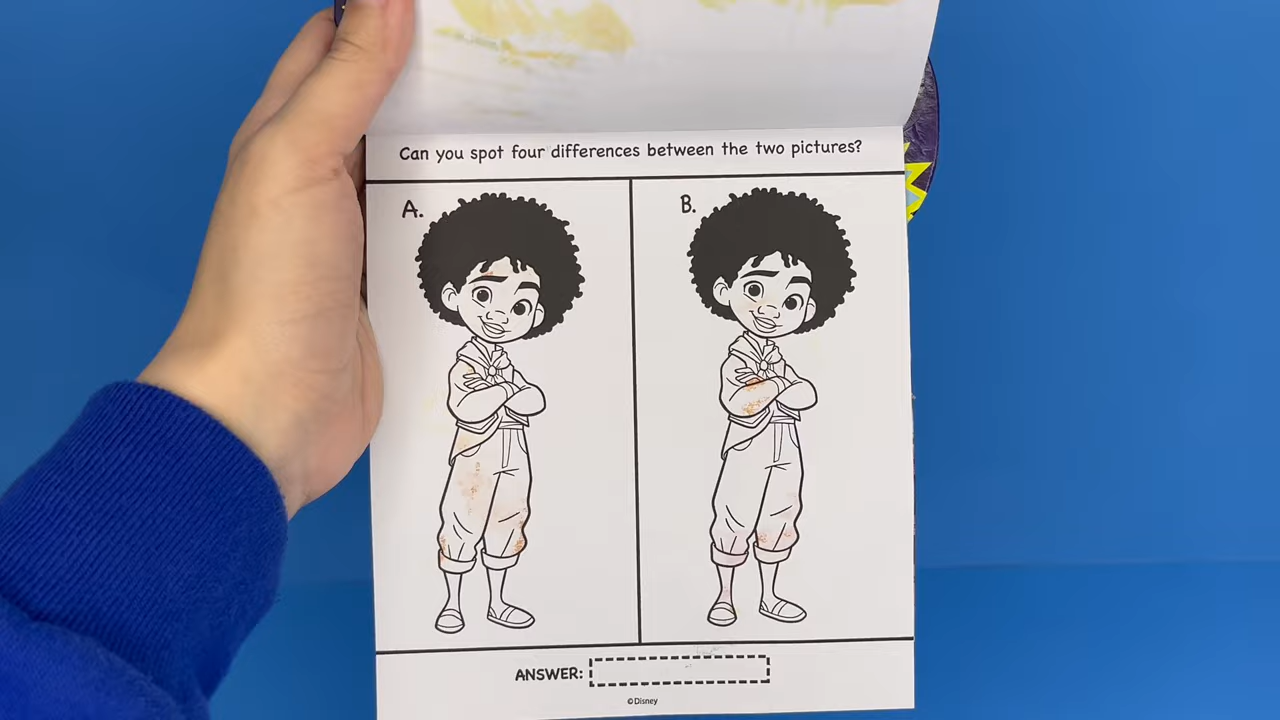 Can you spot four differences between the two pictures?
A.
B.
ANSWER:
©Disney